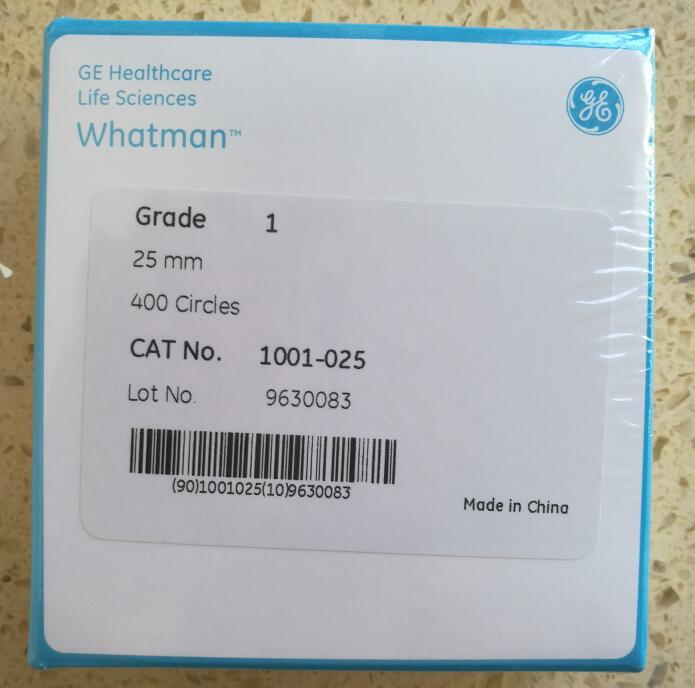 GE Healthcare
Life Sciences
Whatman™
GE
Grade 1
25 mm
400 Circles
CAT No. 1001-025
Lot No. 9630083
(90)1001025(10)9630083
Made in China